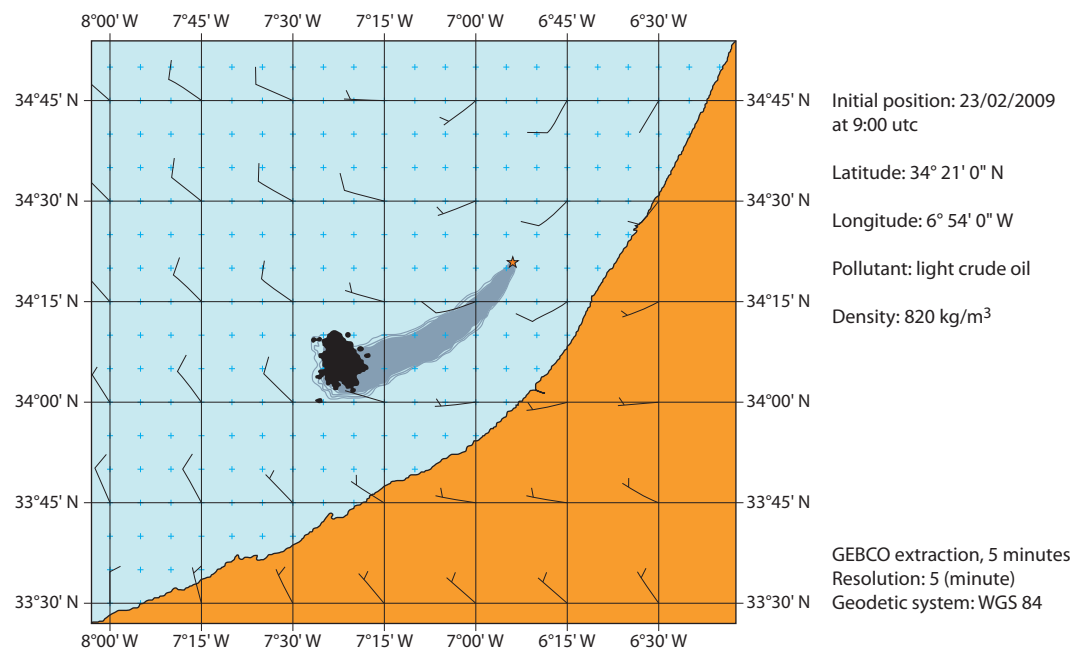 8°00' W 7°45' W 7°30' W 7°15' W 7°00' W 6°45' W 6°30' W
34°45' N 34°45' N
34°30' N 34°30' N
34°15' N 34°15' N
34°00' N 34°00' N
33°45' N 33°45' N
33°30' N 33°30' N
8°00' W 7°45' W 7°30' W 7°15' W 7°00' W 6°15' W 6°30' W
Initial position: 23/02/2009
at 9:00 utc
Latitude: 34° 21' 0" N
Longitude: 6° 54' 0" W
Pollutant: light crude oil
Density: 820 kg/m³
GEBCO extraction, 5 minutes
Resolution: 5 (minute)
Geodetic system: WGS 84